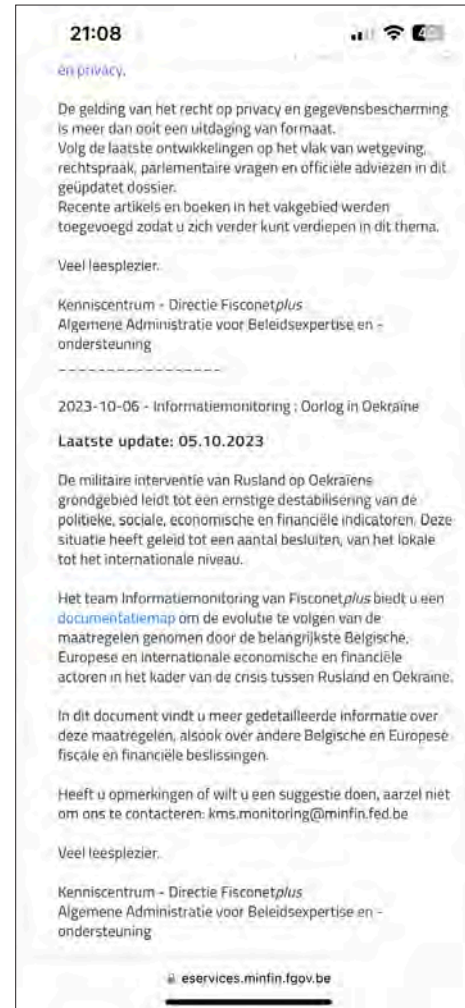 21:08
en privacy.
De gelding van het recht op privacy en gegevensbescherming
is meer dan ooit een uitdaging van formaat.
Volg de laatste ontwikkelingen op het vlak van wetgeving,
rechtspraak, parlementaire vragen en officiële adviezen in dit
geüpdatet dossier.
Recente artikels en boeken in het vakgebied werden
toegevoegd zodat u zich verder kunt verdiepen in dit thema.
Veel leesplezier.
Kenniscentrum - Directie Fisconetplus
Algemene Administratie voor Beleidsexpertise en -
ondersteuning
-----------------
2023-10-06 - Informatiemonitoring : Oorlog in Oekraïne
Laatste update: 05.10.2023
De militaire interventie van Rusland op Oekraïens
grondgebied leidt tot een ernstige destabilisering van de
politieke, sociale, economische en financiële indicatoren. Deze
situatie heeft geleid tot een aantal besluiten, van het lokale
tot het internationale niveau.
Het team Informatiemonitoring van Fisconetplus biedt u een
documentatiemap om de evolutie te volgen van de
maatregelen genomen door de belangrijkste Belgische,
Europese en internationale economische en financiële
actoren in het kader van de crisis tussen Rusland en Oekraïne.
In dit document vindt u meer gedetailleerde informatie over
deze maatregelen, alsook over andere Belgische en Europese
fiscale en financiële beslissingen.
Heeft u opmerkingen of wilt u een suggestie doen, aarzel niet
om ons te contacteren: kms.monitoring@minfin.fed.be
Veel leesplezier.
Kenniscentrum - Directie Fisconetplus
Algemene Administratie voor Beleidsexpertise en -
ondersteuning
eservices.minfin.fgov.be